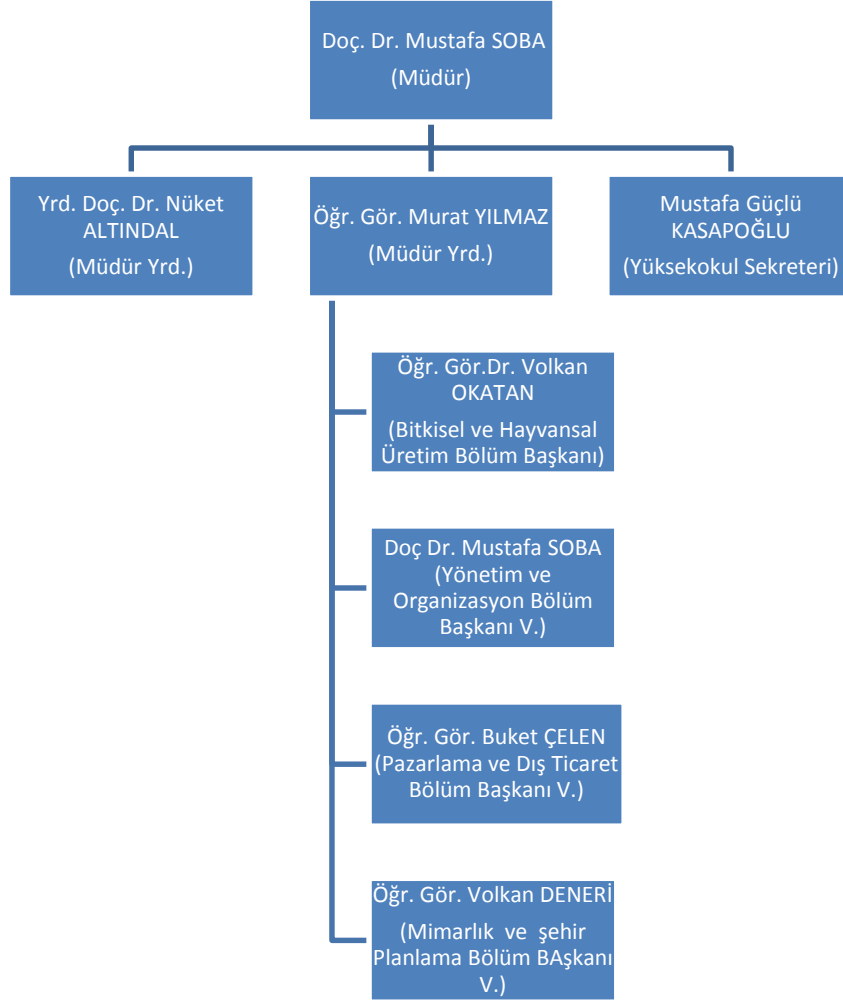 Doç. Dr. Mustafa SOBA
(Müdür)
Yrd. Doç. Dr. Nüket
ALTINDAL
(Müdür Yrd.)
Öğr. Gör. Murat YILMAZ
(Müdür Yrd.)
Mustafa Güçlü
KASAPOĞLU
(Yüksekokul Sekreteri)
Öğr. Gör.Dr. Volkan
OKATAN
(Bitkisel ve Hayvansal
Üretim Bölüm Başkanı)
Doç Dr. Mustafa SOBA
(Yönetim ve
Organizasyon Bölüm
Başkanı V.)
Öğr. Gör. Buket ÇELEN
(Pazarlama ve Dış Ticaret
Bölüm Başkanı V.)
Öğr. Gör. Volkan DENERİ
(Mimarlık ve şehir
Planlama Bölüm BAşkanı
V.)